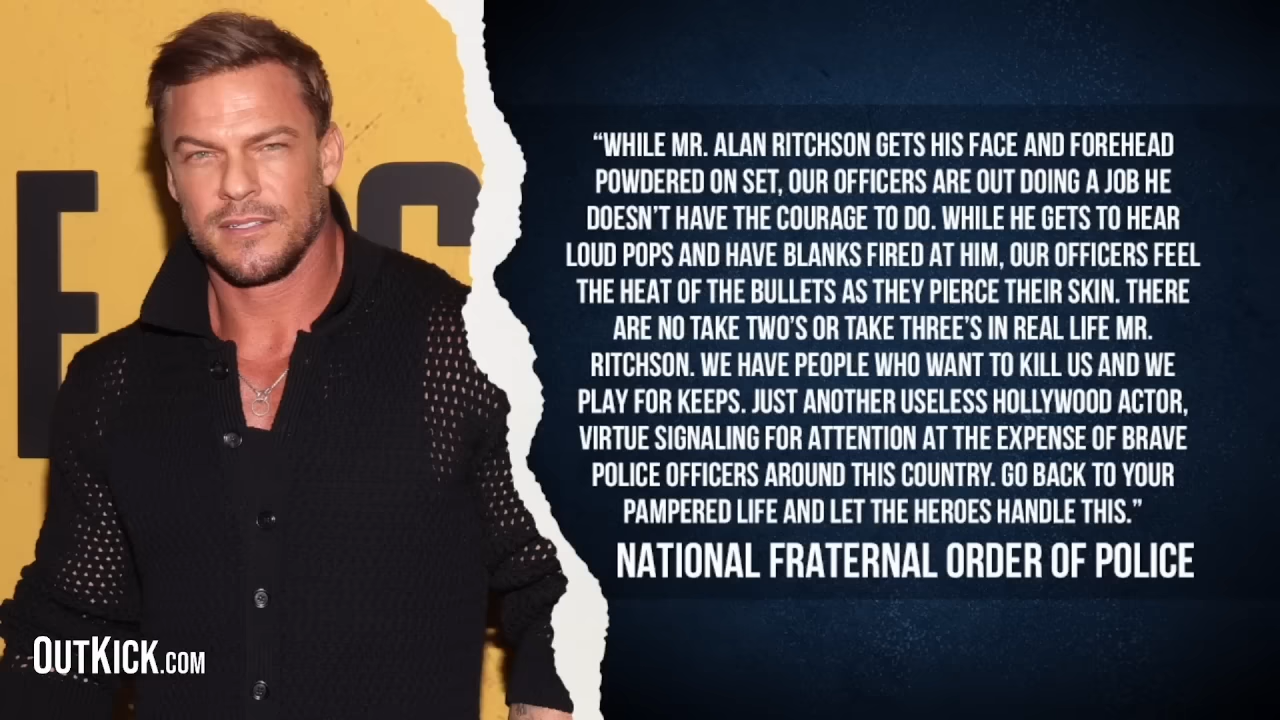 “WHILE MR. ALAN RITCHSON GETS HIS FACE AND FOREHEAD
POWDERED ON SET, OUR OFFICERS ARE OUT DOING A JOB HE
DOESN’T HAVE THE COURAGE TO DO. WHILE HE GETS TO HEAR
LOUD POPS AND HAVE BLANKS FIRED AT HIM, OUR OFFICERS FEEL
THE HEAT OF THE BULLETS AS THEY PIERCE THEIR SKIN. THERE
ARE NO TAKE TWO’S OR TAKE THREE’S IN REAL LIFE MR.
RITCHSON. WE HAVE PEOPLE WHO WANT TO KILL US AND WE
PLAY FOR KEEPS. JUST ANOTHER USELESS HOLLYWOOD ACTOR,
VIRTUE SIGNALING FOR ATTENTION AT THE EXPENSE OF BRAVE
POLICE OFFICERS AROUND THIS COUNTRY. GO BACK TO YOUR
PAMPERED LIFE AND LET THE HEROES HANDLE THIS.”
NATIONAL FRATERNAL ORDER OF POLICE
OUTKICK.COM